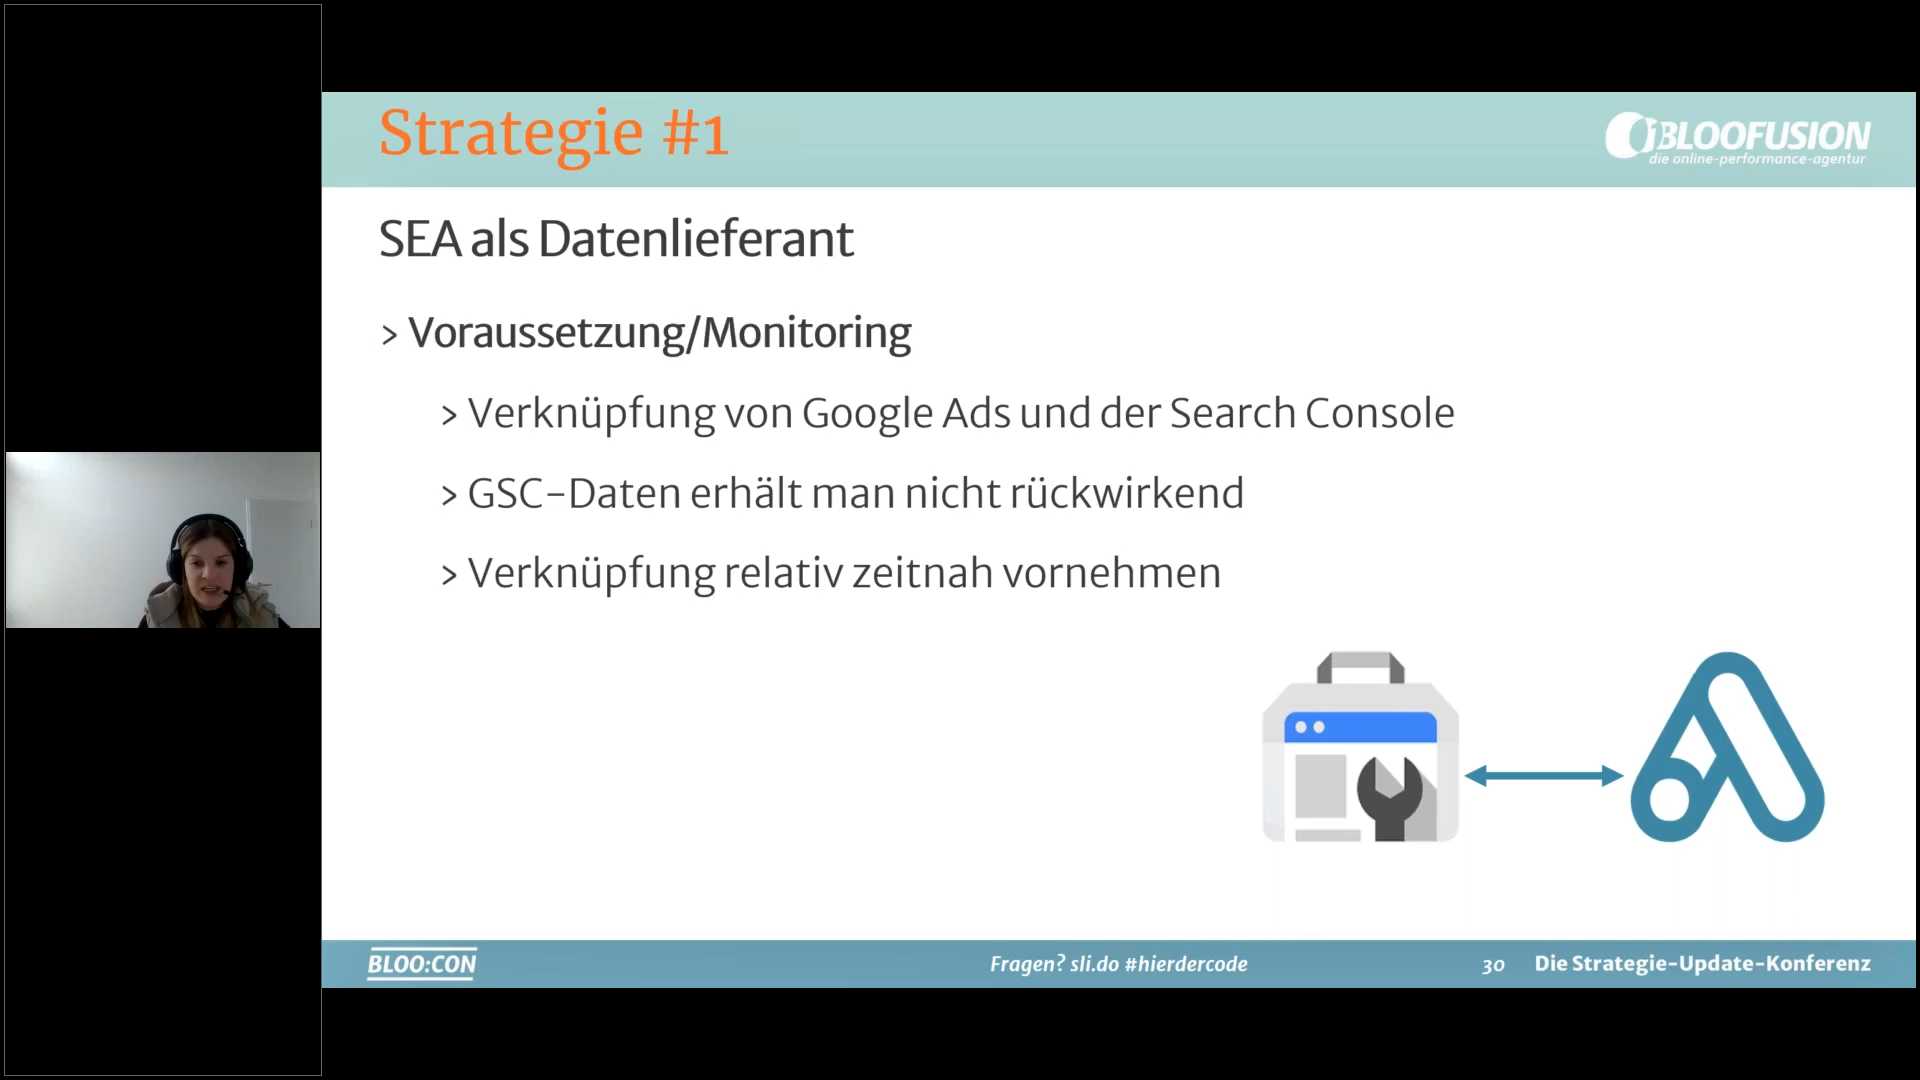 Strategie #1
BLOOFUSION
die online-performance-agentur
SEA als Datenlieferant
> Voraussetzung/Monitoring
> Verknüpfung von Google Ads und der Search Console
> GSC-Daten erhält man nicht rückwirkend
> Verknüpfung relativ zeitnah vornehmen
BLOO:CON
Fragen? sli.do #hierdercode
30
Die Strategie-Update-Konferenz